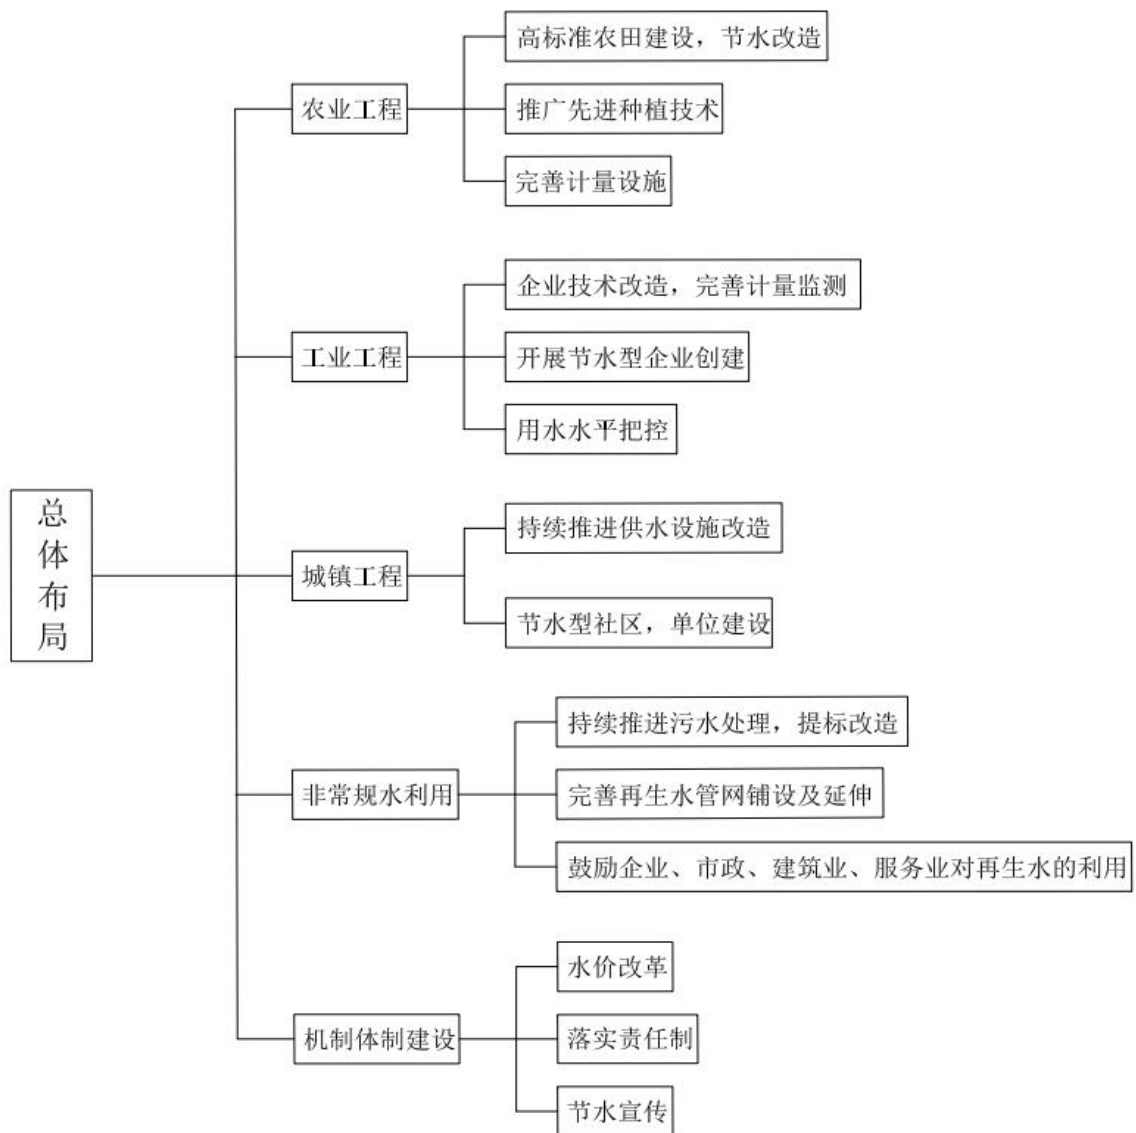 总体布局
农业工程
高标准农田建设，节水改造
推广先进种植技术
完善计量设施
工业工程
企业技术改造，完善计量监测
开展节水型企业创建
用水水平把控
城镇工程
持续推进供水设施改造
节水型社区，单位建设
非常规水利用
持续推进污水处理，提标改造
完善再生水管网铺设及延伸
鼓励企业、市政、建筑业、服务业对再生水的利用
机制体制建设
水价改革
落实责任制
节水宣传